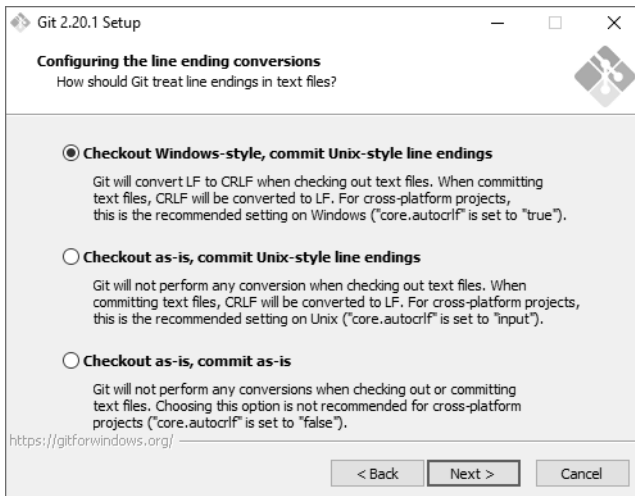 Git 2.20.1 Setup
Configuring the line ending conversions
How should Git treat line endings in text files?
Checkout Windows-style, commit Unix-style line endings
Git will convert LF to CRLF when checking out text files. When committing
text files, CRLF will be converted to LF. For cross-platform projects,
this is the recommended setting on Windows ("core.autocrlf" is set to "true").
Checkout as-is, commit Unix-style line endings
Git will not perform any conversion when checking out text files. When
committing text files, CRLF will be converted to LF. For cross-platform projects,
this is the recommended setting on Unix ("core.autocrlf" is set to "input").
Checkout as-is, commit as-is
Git will not perform any conversions when checking out or committing
text files. Choosing this option is not recommended for cross-platform
projects ("core.autocrlf" is set to "false").
https://gitforwindows.org/
< Back Next > Cancel